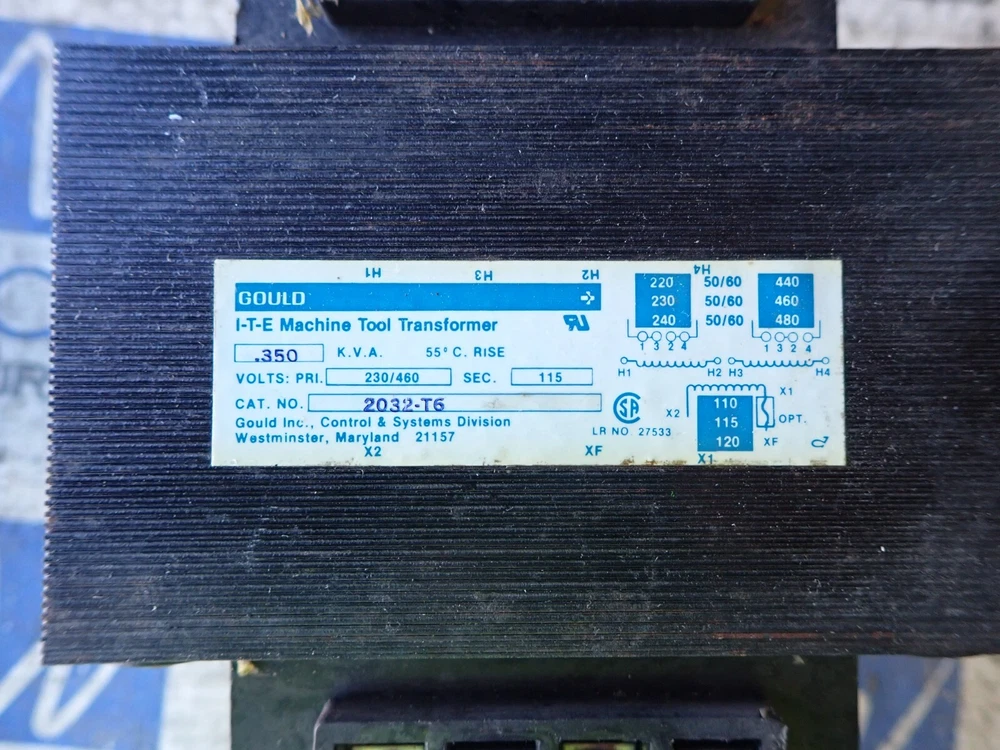 H1 H3 H2 H4
GOULD
I-T-E Machine Tool Transformer
.350 K.V.A. 55° C. RISE
VOLTS: PRI. 230/460 SEC. 115
CAT. NO. 2032-T6
Gould Inc., Control & Systems Division
Westminster, Maryland 21157
X2 XF X1
220 50/60 440
230 50/60 460
240 50/60 480
1 3 2 4 1 3 2 4
H1 H2 H3 H4
LR NO. 27533
X2 110 X1
115 OPT.
120 XF